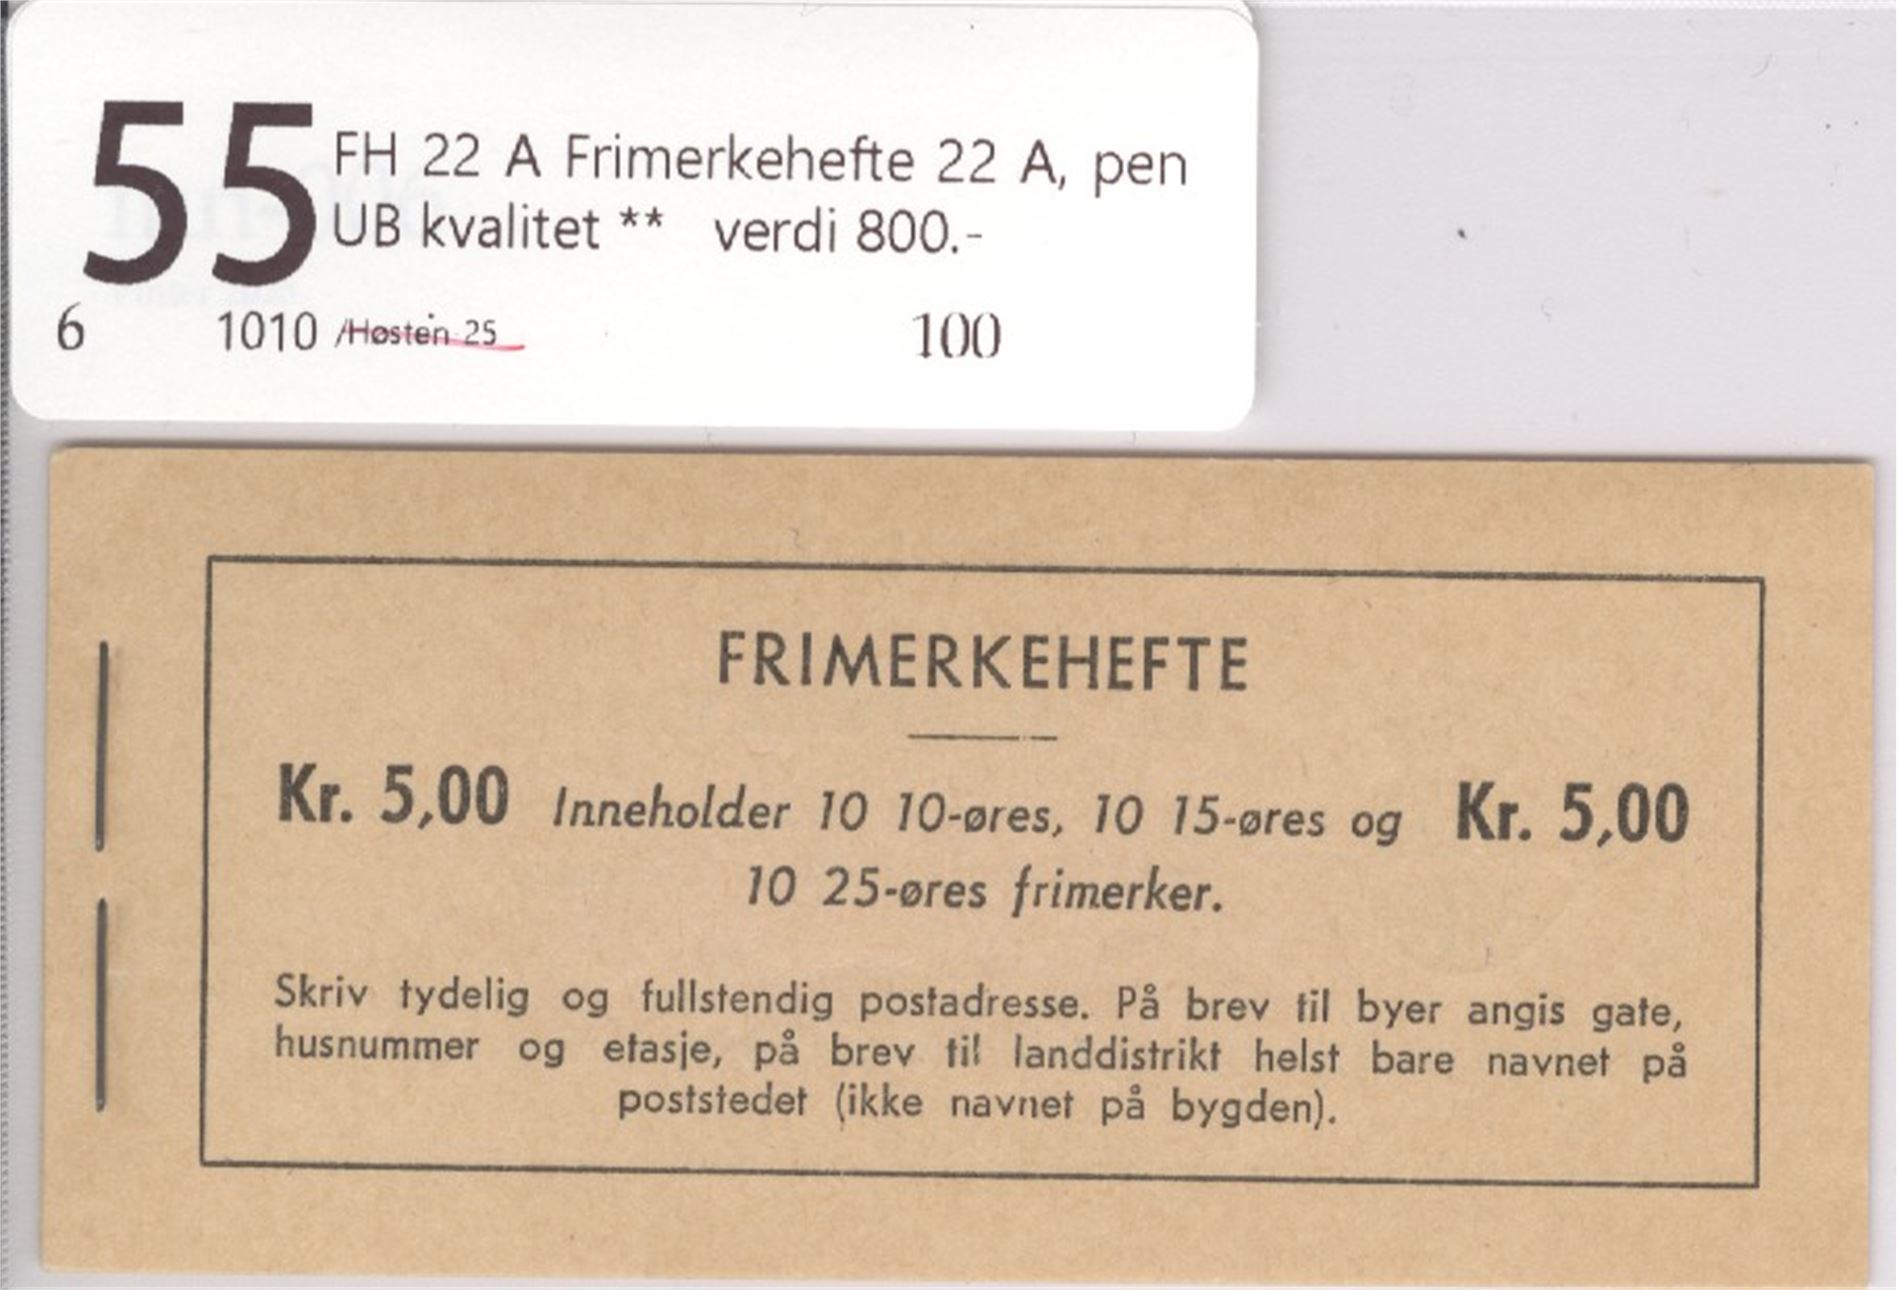 55 FH 22 A Frimerkehefte 22 A, pen
UB kvalitet ** verdi 800.-
6 1010 /Høsten 25 100
FRIMERKEHEFTE
Kr. 5,00 Inneholder 10 10-øres, 10 15-øres og Kr. 5,00
10 25-øres frimerker.
Skriv tydelig og fullstendig postadresse. På brev til byer angis gate,
husnummer og etasje, på brev til landdistrikt helst bare navnet på
poststedet (ikke navnet på bygden).